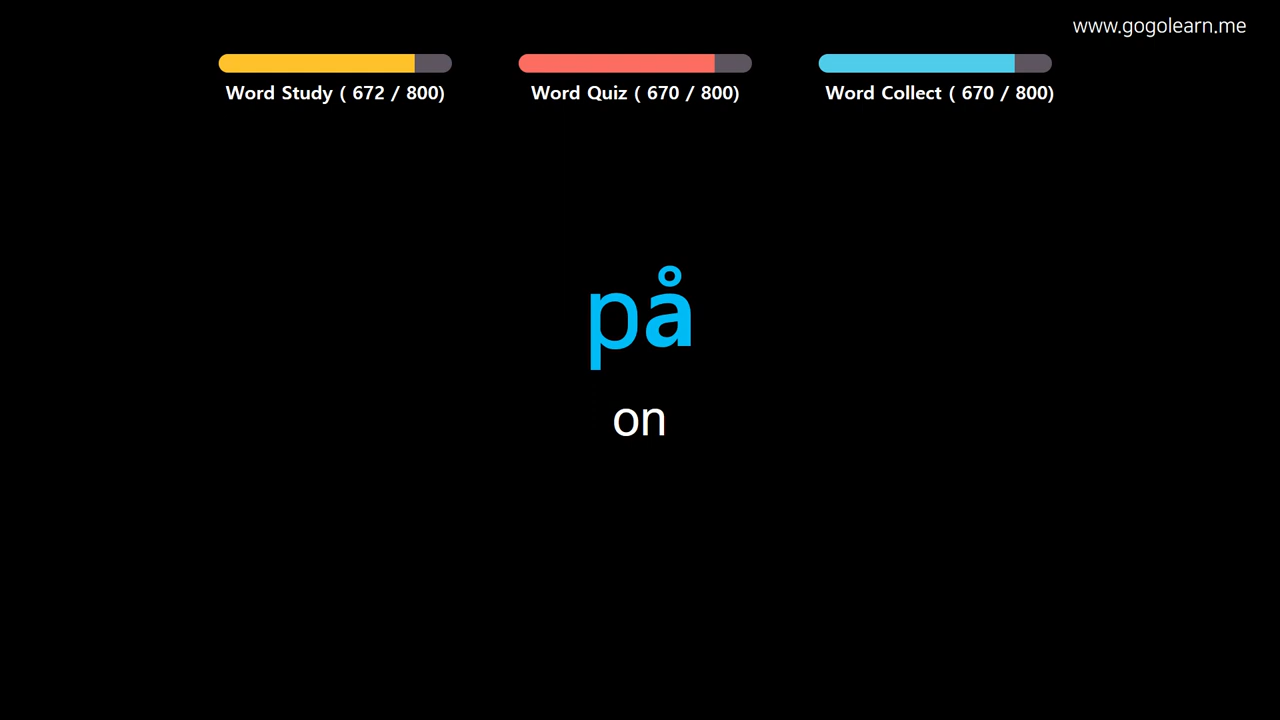 www.gogolearn.me
Word Study ( 672 / 800)
Word Quiz ( 670 / 800)
Word Collect ( 670 / 800)
på
on